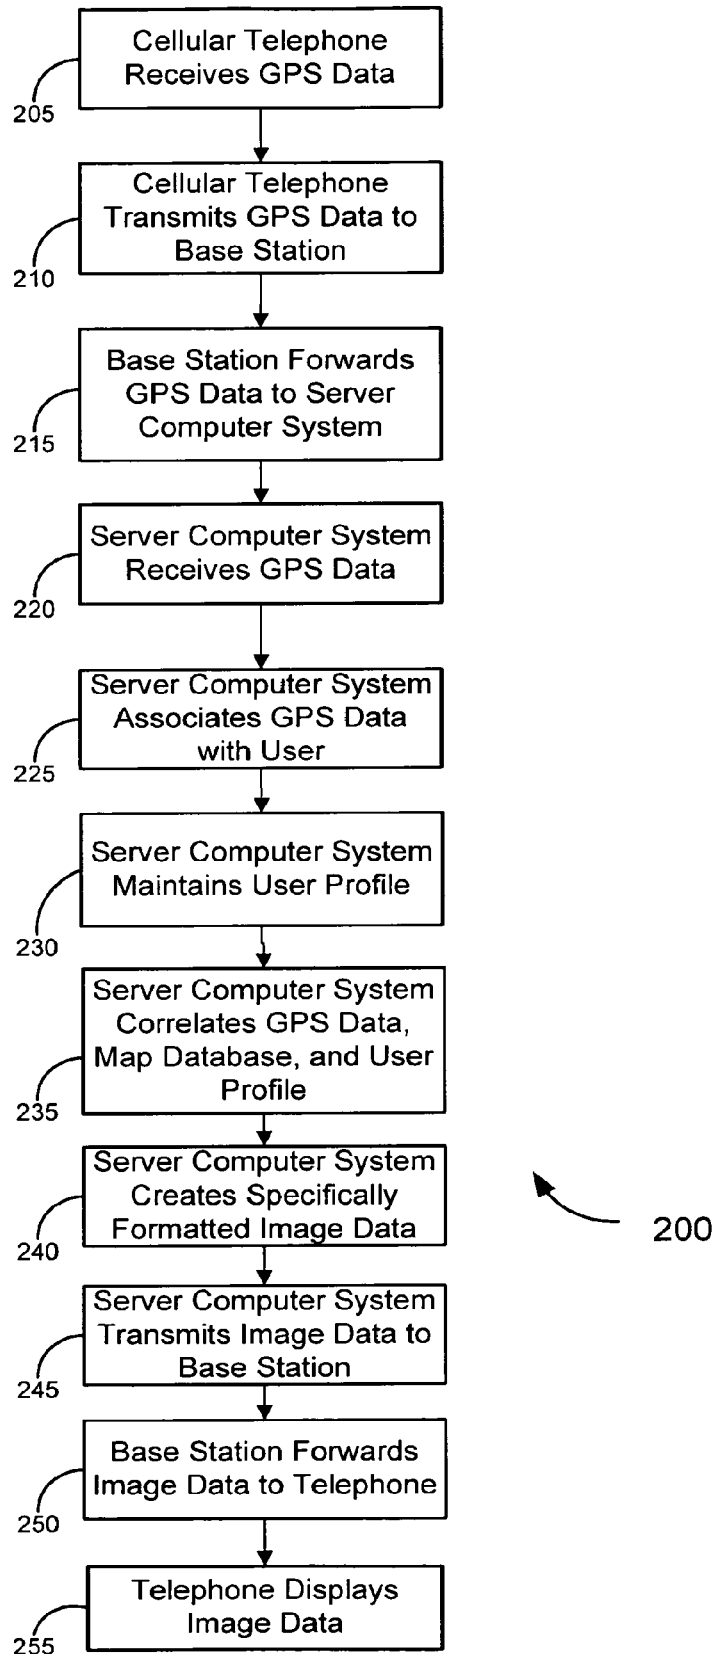 Cellular Telephone
Receives GPS Data
205
Cellular Telephone
Transmits GPS Data to
Base Station
210
Base Station Forwards
GPS Data to Server
Computer System
215
Server Computer System
Receives GPS Data
220
Server Computer System
Associates GPS Data
with User
225
Server Computer System
Maintains User Profile
230
Server Computer System
Correlates GPS Data,
Map Database, and User
Profile
235
Server Computer System
Creates Specifically
Formatted Image Data
240
200
Server Computer System
Transmits Image Data to
Base Station
245
Base Station Forwards
Image Data to Telephone
250
Telephone Displays
Image Data
255